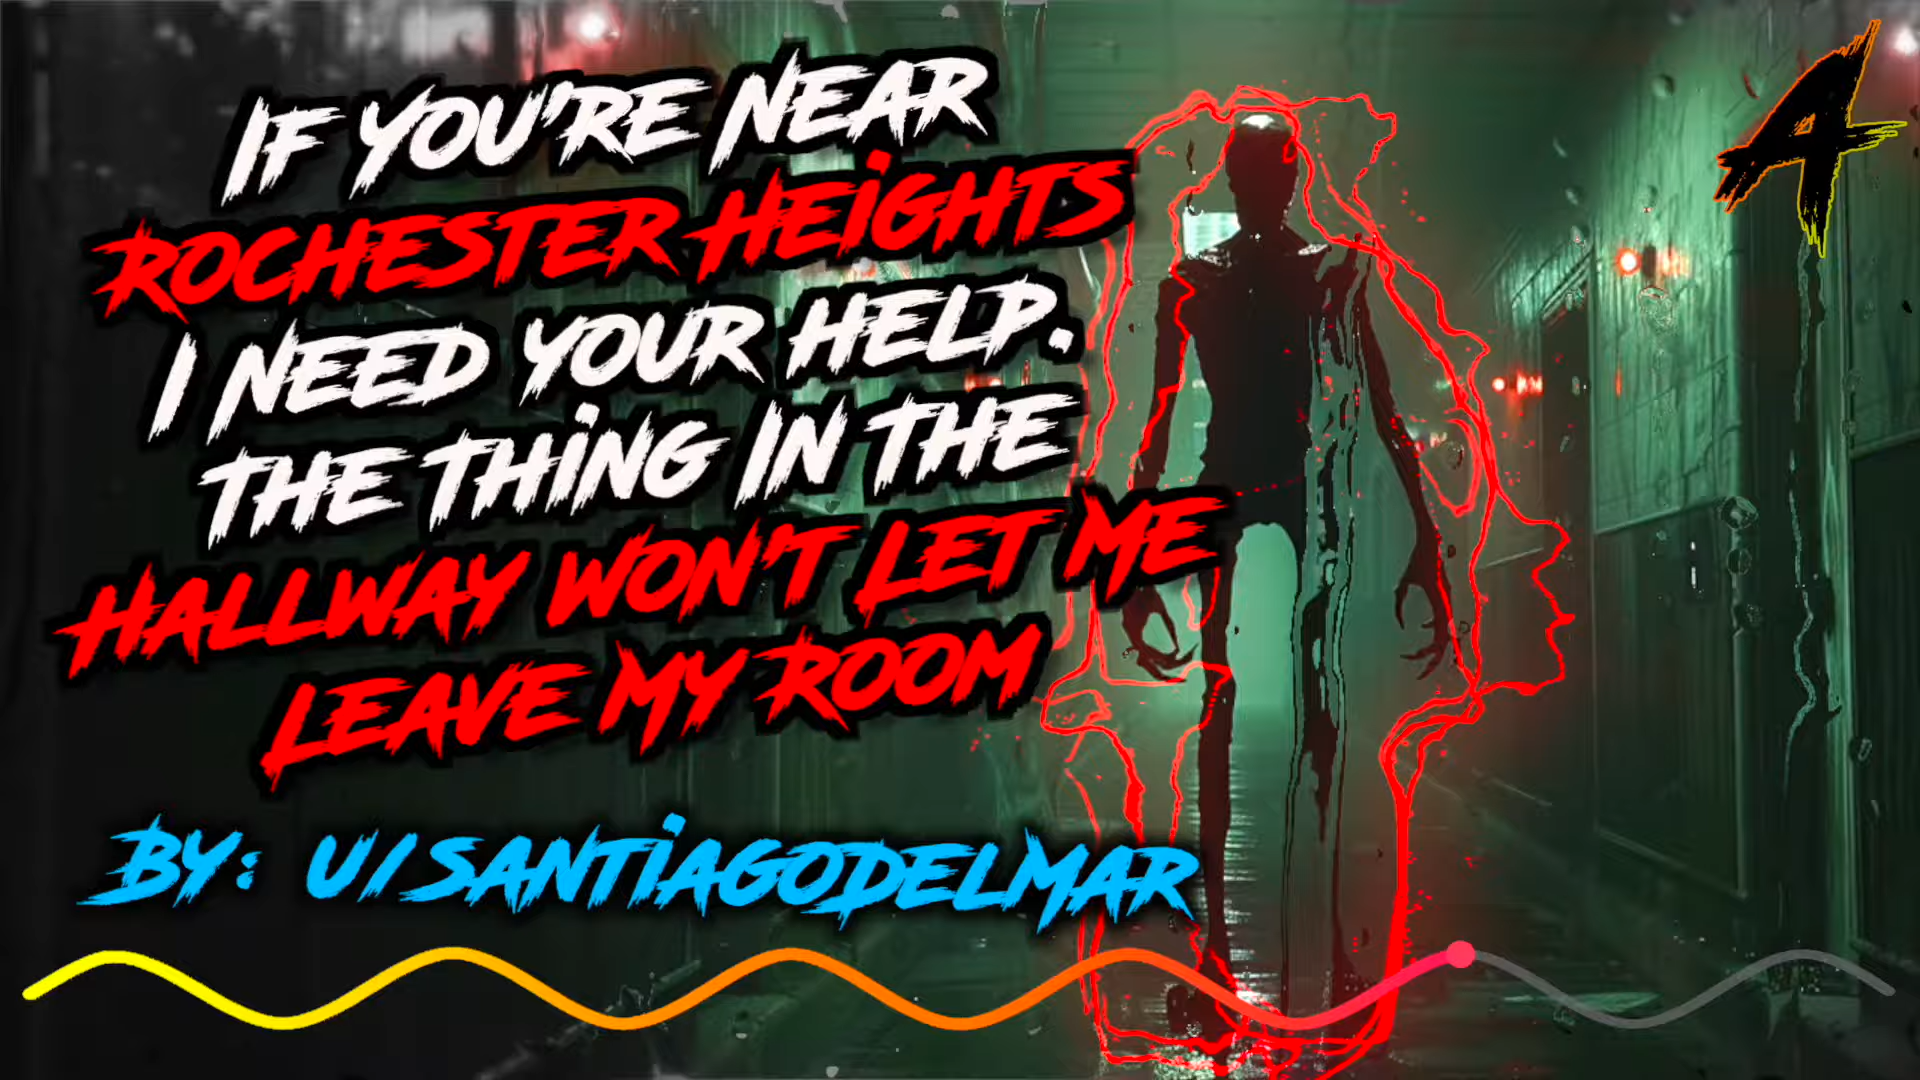 If You're Near
Rochester Heights
I Need Your Help.
The Thing In The
Hallway Won't Let Me
Leave My Room
By: u/SantiagoDelMar
A